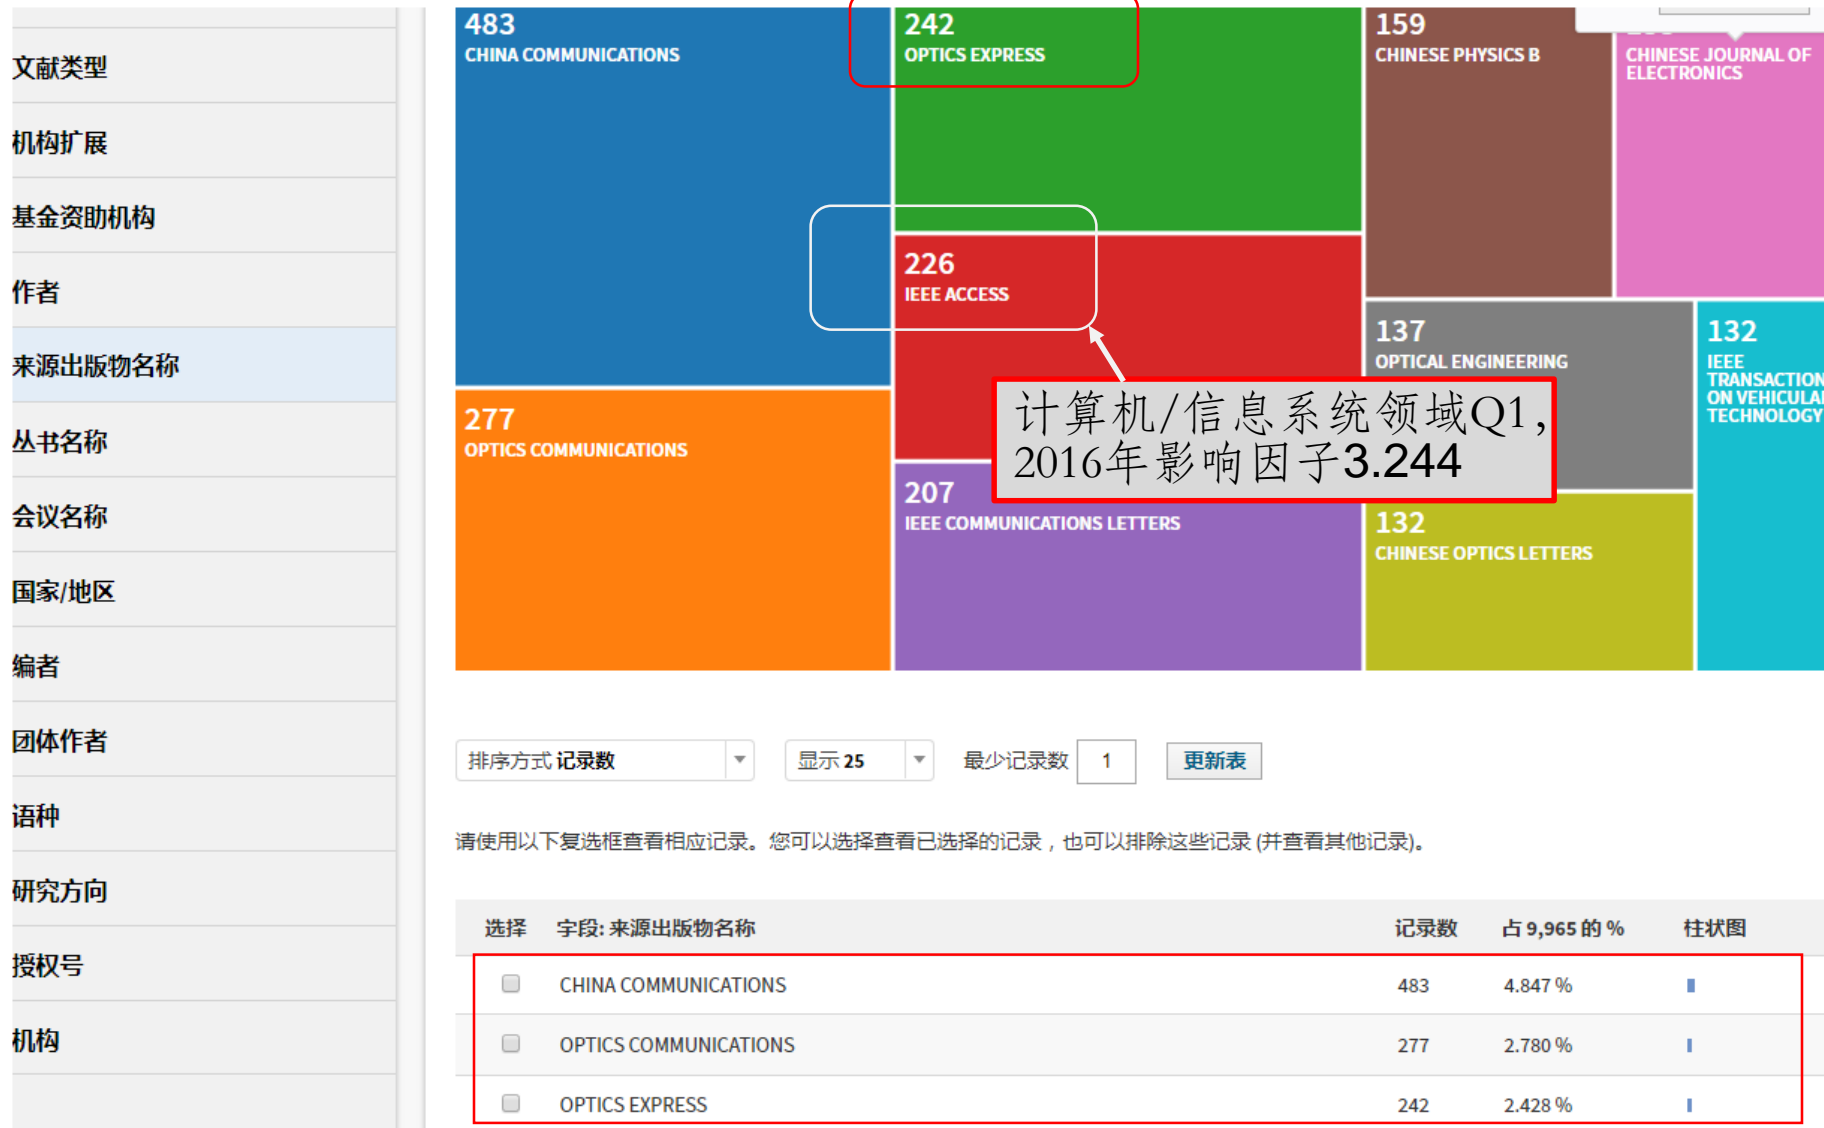 文献类型
机构扩展
基金资助机构
作者
来源出版物名称
丛书名称
会议名称
国家/地区
编者
团体作者
语种
研究方向
授权号
机构
483
CHINA COMMUNICATIONS
242
OPTICS EXPRESS
159
CHINESE PHYSICS B
CHINESE JOURNAL OF
ELECTRONICS
226
IEEE ACCESS
137
OPTICAL ENGINEERING
132
IEEE
TRANSACTION
ON VEHICULA
TECHNOLOGY
277
OPTICS COMMUNICATIONS
计算机/信息系统领域Q1,
2016年影响因子3.244
207
IEEE COMMUNICATIONS LETTERS
132
CHINESE OPTICS LETTERS
排序方式 记录数 显示 25 最少记录数 1 更新表
请使用以下复选框查看相应记录。您可以选择查看已选择的记录，也可以排除这些记录 (并查看其他记录)。
选择 字段: 来源出版物名称 记录数 占 9,965 的 % 柱状图
CHINA COMMUNICATIONS 483 4.847 %
OPTICS COMMUNICATIONS 277 2.780 %
OPTICS EXPRESS 242 2.428 %